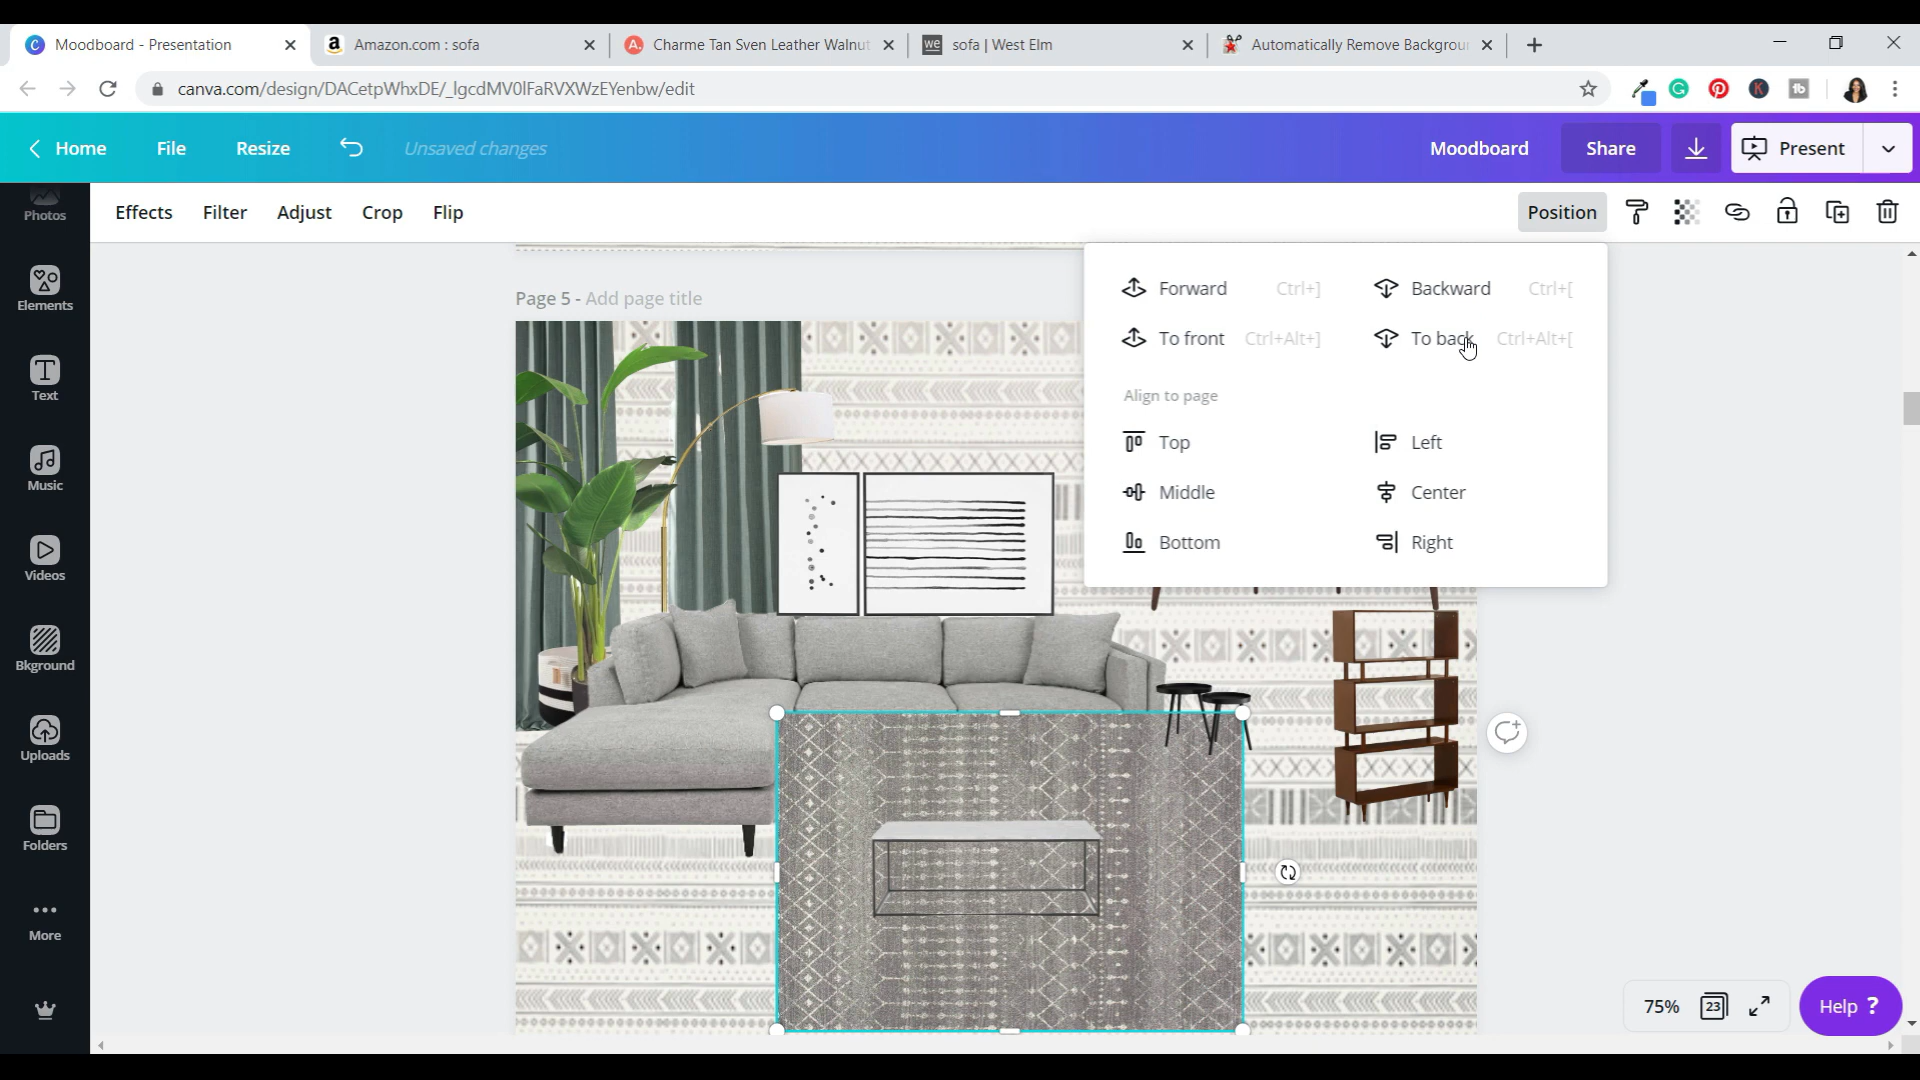 Moodboard - Presentation
Amazon.com : sofa
Charme Tan Sven Leather Walnut
sofa | West Elm
Automatically Remove Backgrou
canva.com/design/DACetpWhxDE/_lgcdMV0lFaRVXWzEYenbw/edit
Home
File
Resize
Unsaved changes
Moodboard
Share
Present
Effects
Filter
Adjust
Crop
Flip
Position
Photos
Elements
Text
Music
Videos
Bkground
Uploads
Folders
More
Page 5 - Add page title
Forward Ctrl+]
Backward Ctrl+[
To front Ctrl+Alt+]
To back Ctrl+Alt+[
Align to page
Top
Left
Middle
Center
Bottom
Right
75%
23
Help ?